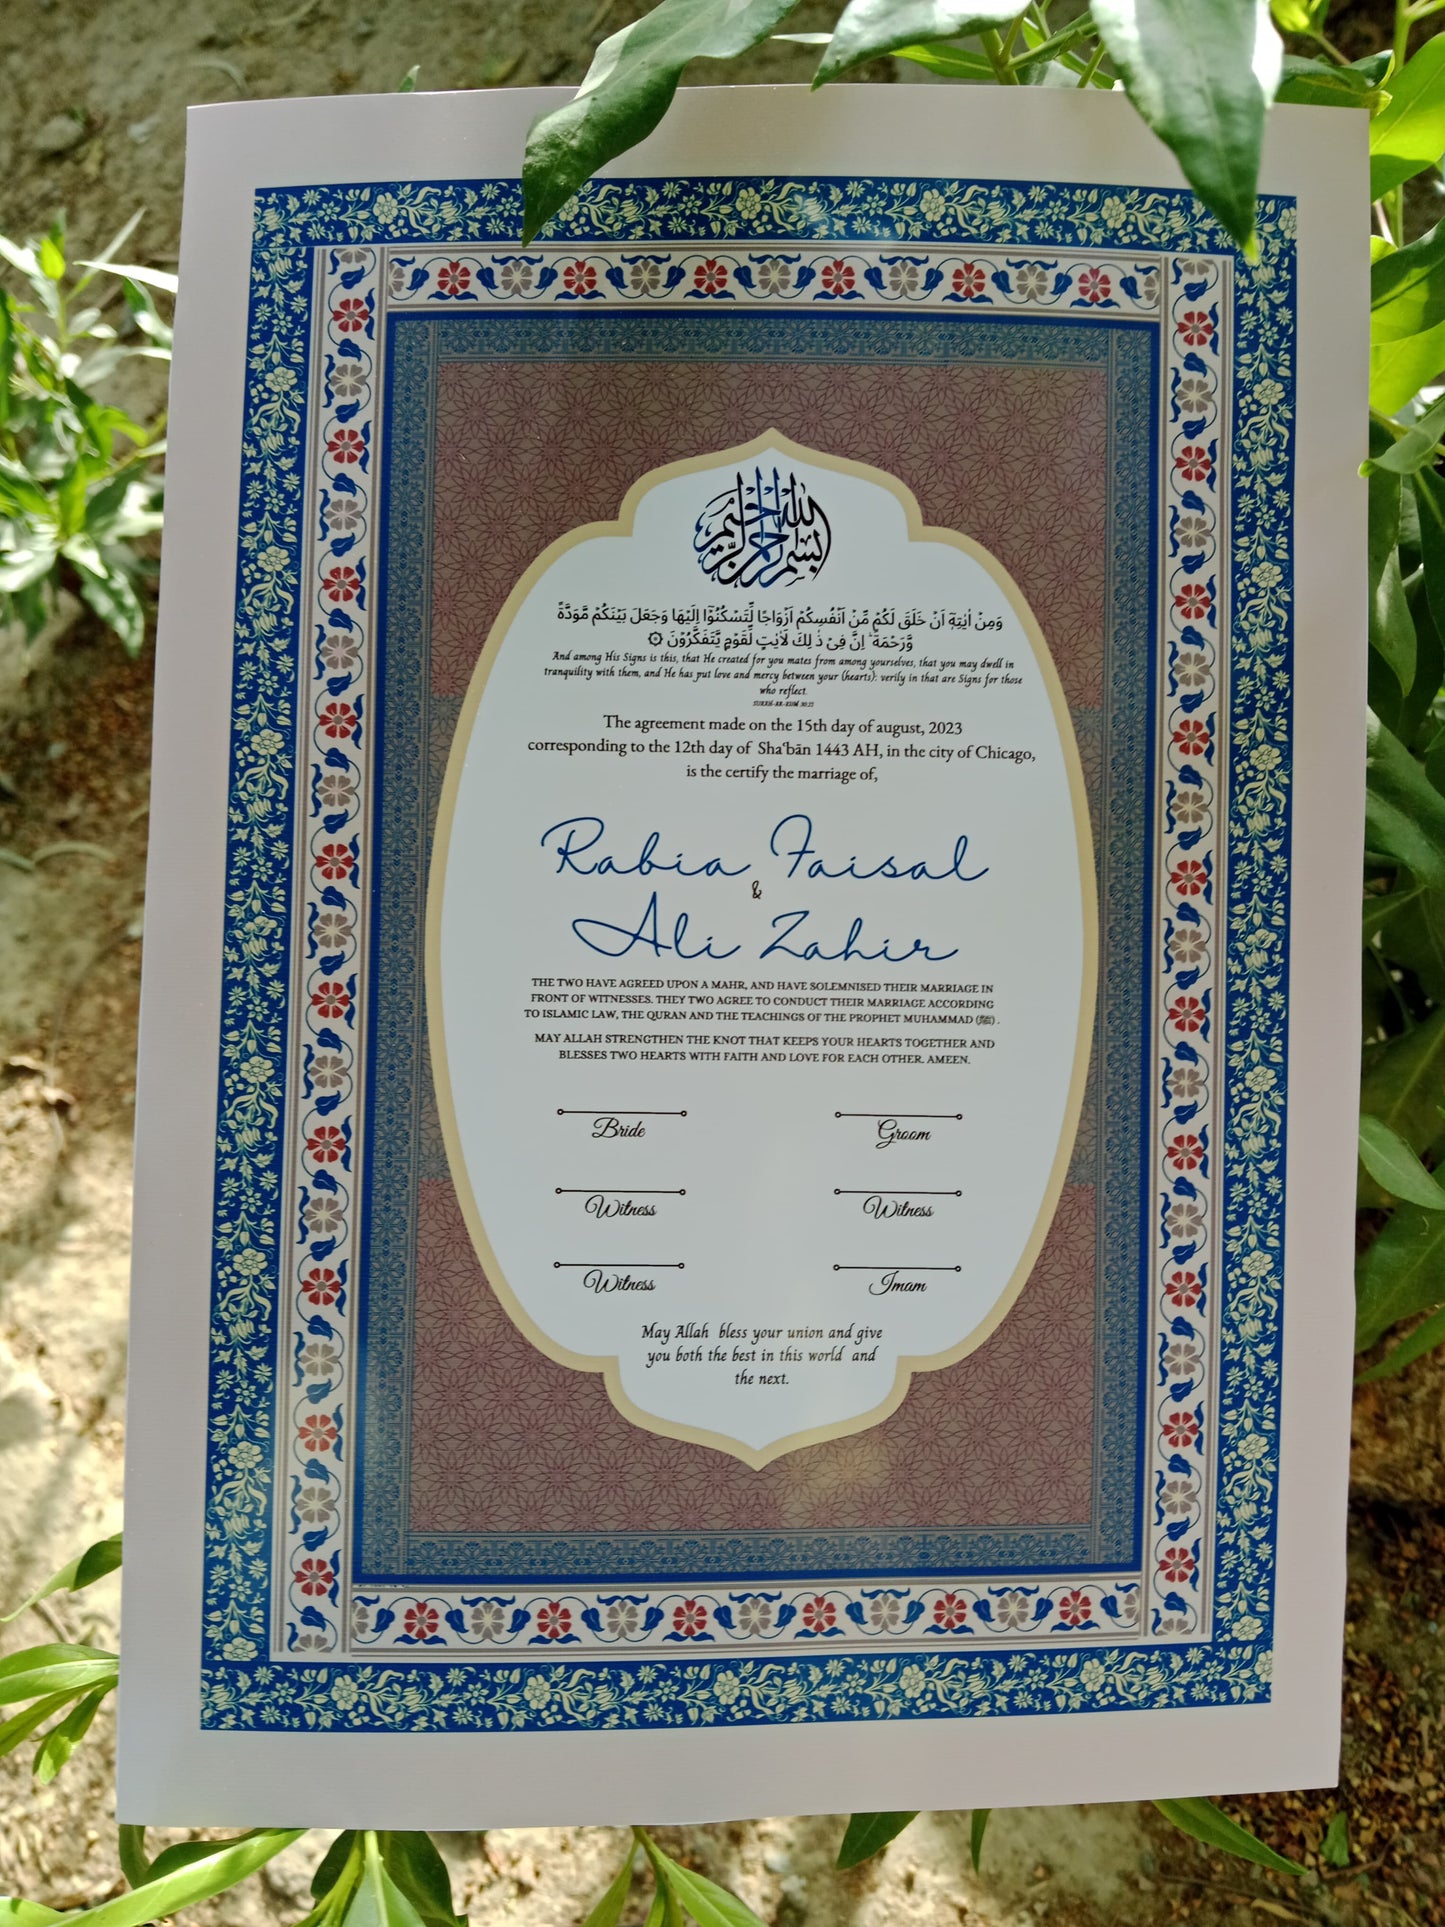 بسم الله الرحمن الرحيم
وَمِنۡ اٰيٰتِهٖۤ اَنۡ خَلَقَ لَكُمۡ مِّنۡ اَنۡفُسِكُمۡ اَزۡوَاجًا لِّتَسۡكُنُوۡۤا اِلَيۡهَا وَجَعَلَ بَيۡنَكُمۡ مَّوَدَّةً
وَّرَحۡمَةً ؕ اِنَّ فِىۡ ذٰ لِكَ لَاٰيٰتٍ لِّقَوۡمٍ يَّتَفَكَّرُوۡنَ ۞
And among His Signs is this, that He created for you mates from among yourselves, that you may dwell in
tranquility with them, and He has put love and mercy between your (hearts): verily in that are Signs for those
who reflect.
SURRH-AR-RUM 30:21
The agreement made on the 15th day of august, 2023
corresponding to the 12th day of Sha'bān 1443 AH, in the city of Chicago,
is the certify the marriage of,
Rabia Faisal
&
Ali Zahir
THE TWO HAVE AGREED UPON A MAHR, AND HAVE SOLEMNISED THEIR MARRIAGE IN
FRONT OF WITNESSES. THEY TWO AGREE TO CONDUCT THEIR MARRIAGE ACCORDING
TO ISLAMIC LAW, THE QURAN AND THE TEACHINGS OF THE PROPHET MUHAMMAD (ﷺ) .
MAY ALLAH STRENGTHEN THE KNOT THAT KEEPS YOUR HEARTS TOGETHER AND
BLESSES TWO HEARTS WITH FAITH AND LOVE FOR EACH OTHER. AMEEN.
Bride Groom
Witness Witness
Witness Imam
May Allah bless your union and give
you both the best in this world and
the next.